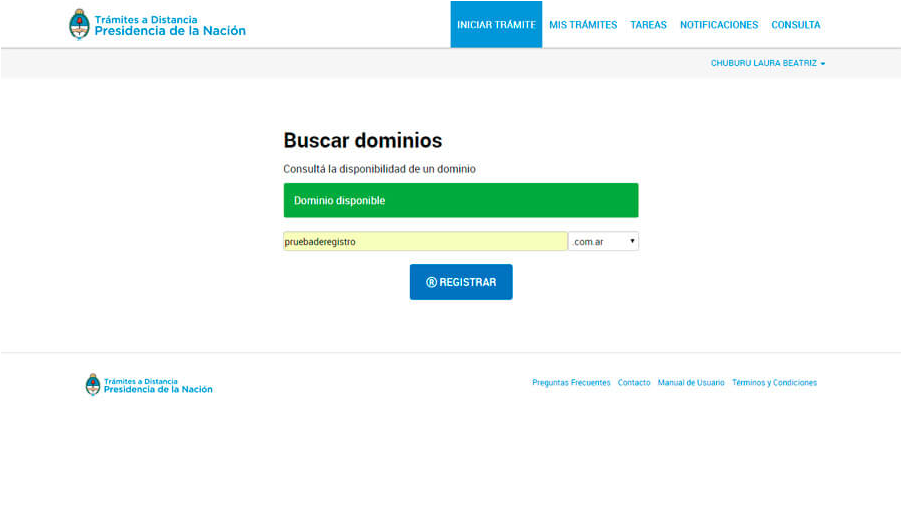 Trámites a Distancia
Presidencia de la Nación
INICIAR TRÁMITE MIS TRÁMITES TAREAS NOTIFICACIONES CONSULTA
CHUBURU LAURA BEATRIZ
Buscar dominios
Consultá la disponibilidad de un dominio
Dominio disponible
pruebaderegistro .com.ar
® REGISTRAR
Trámites a Distancia
Presidencia de la Nación
Preguntas Frecuentes Contacto Manual de Usuario Términos y Condiciones